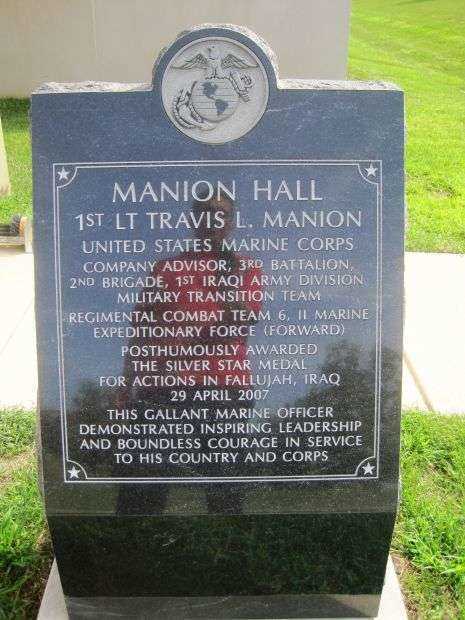 MANION HALL
1ST LT TRAVIS L. MANION
UNITED STATES MARINE CORPS
COMPANY ADVISOR, 3RD BATTALION,
2ND BRIGADE, 1ST IRAQI ARMY DIVISION
MILITARY TRANSITION TEAM
REGIMENTAL COMBAT TEAM 6, II MARINE
EXPEDITIONARY FORCE (FORWARD)
POSTHUMOUSLY AWARDED
THE SILVER STAR MEDAL
FOR ACTIONS IN FALLUJAH, IRAQ
29 APRIL 2007
THIS GALLANT MARINE OFFICER
DEMONSTRATED INSPIRING LEADERSHIP
AND BOUNDLESS COURAGE IN SERVICE
TO HIS COUNTRY AND CORPS